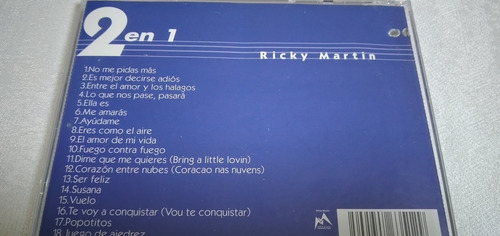 2 en 1
Ricky Martin
1.No me pidas más
2.Es mejor decirse adiós
3.Entre el amor y los halagos
4.Lo que nos pase, pasará
5.Ella es
6.Me amarás
7.Ayúdame
8.Eres como el aire
9.El amor de mi vida
10.Fuego contra fuego
11.Dime que me quieres (Bring a little lovin)
12.Corazón entre nubes (Coracao nas nuvens)
13.Ser feliz
14.Susana
15.Vuelo
16.Te voy a conquistar (Vou te conquistar)
17.Popotitos
18.Juego de ajedrez